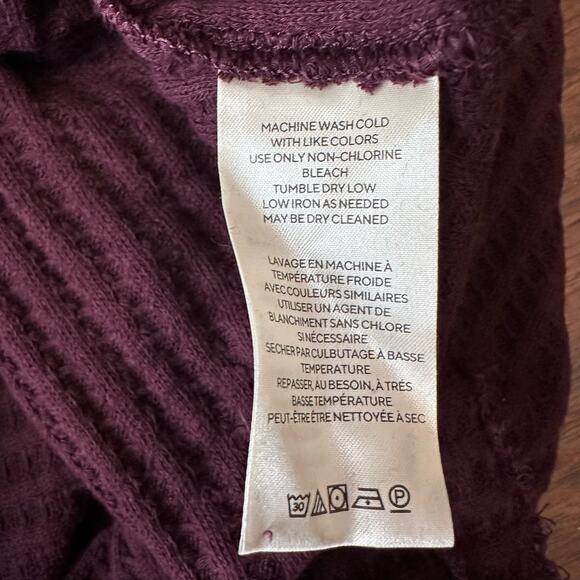 MACHINE WASH COLD
WITH LIKE COLORS
USE ONLY NON-CHLORINE
BLEACH
TUMBLE DRY LOW
LOW IRON AS NEEDED
MAY BE DRY CLEANED
LAVAGE EN MACHINE À
TEMPÉRATURE FROIDE
AVEC COULEURS SIMILAIRES
UTILISER UN AGENT DE
BLANCHIMENT SANS CHLORE
SI NÉCESSAIRE
SECHER PAR CULBUTAGE À BASSE
TEMPERATURE
REPASSER, AU BESOIN, À TRÈS
BASSE TEMPÉRATURE
PEUT-ÊTRE ÊTRE NETTOYÉE À SEC
30 P